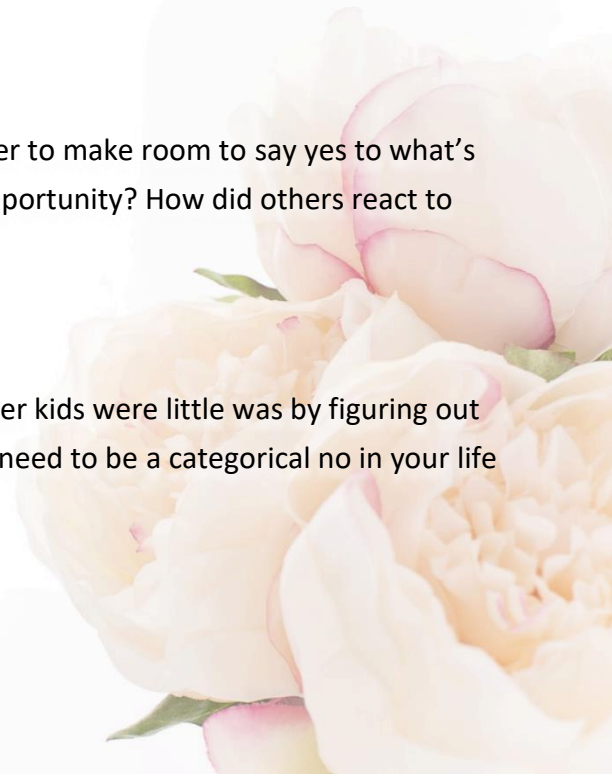 er to make room to say yes to what’s
portunity? How did others react to
er kids were little was by figuring out
need to be a categorical no in your life